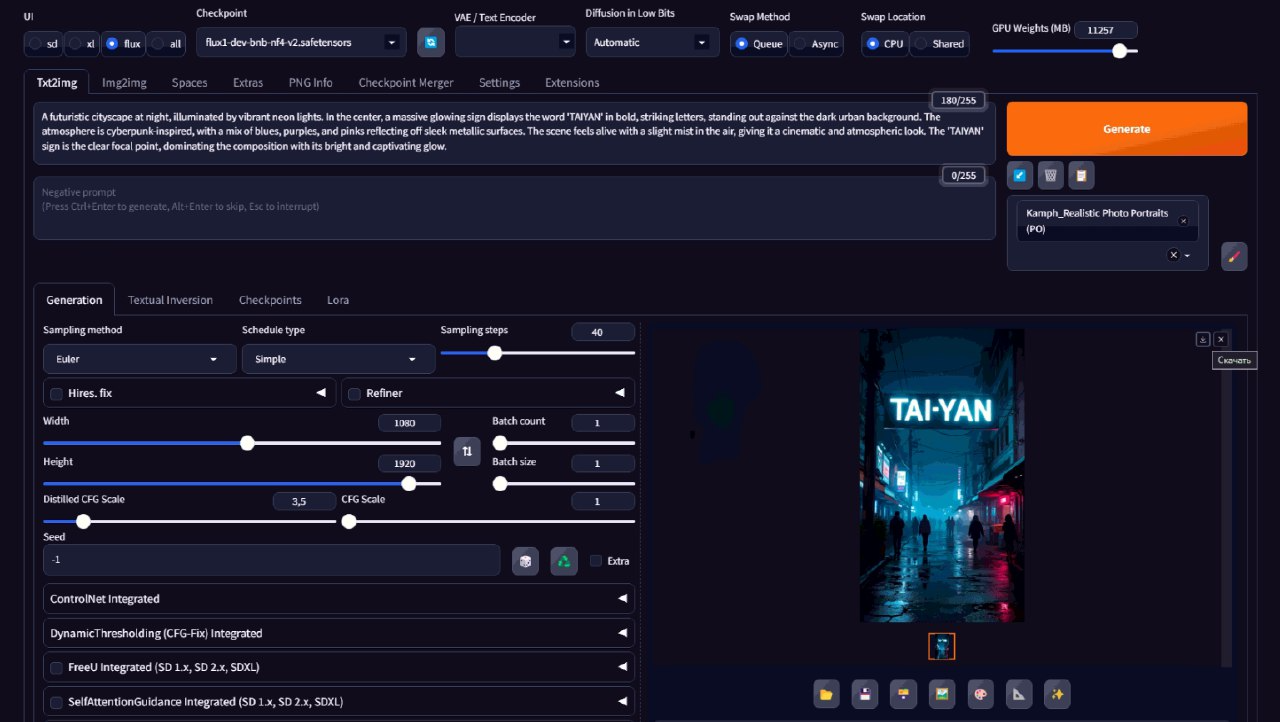 UI
sd
xl
flux
all
Checkpoint
flux1-dev-bnb-nf4-v2.safetensors
VAE / Text Encoder
Diffusion in Low Bits
Automatic
Swap Method
Queue
Async
Swap Location
CPU
Shared
GPU Weights (MB)
11257
Txt2img
Img2img
Spaces
Extras
PNG Info
Checkpoint Merger
Settings
Extensions
180/255
A futuristic cityscape at night, illuminated by vibrant neon lights. In the center, a massive glowing sign displays the word 'TAIYAN' in bold, striking letters, standing out against the dark urban background. The
atmosphere is cyberpunk-inspired, with a mix of blues, purples, and pinks reflecting off sleek metallic surfaces. The scene feels alive with a slight mist in the air, giving it a cinematic and atmospheric look. The 'TAIYAN'
sign is the clear focal point, dominating the composition with its bright and captivating glow.
Generate
0/255
Negative prompt
(Press Ctrl+Enter to generate, Alt+Enter to skip, Esc to interrupt)
Kamph_Realistic Photo Portraits
(PO)
Generation
Textual Inversion
Checkpoints
Lora
Sampling method
Euler
Schedule type
Simple
Sampling steps
40
Hires. fix
Refiner
Width
1080
Batch count
1
Height
1920
Batch size
1
Distilled CFG Scale
3,5
CFG Scale
1
Seed
-1
Extra
ControlNet Integrated
DynamicThresholding (CFG-Fix) Integrated
FreeU Integrated (SD 1.x, SD 2.x, SDXL)
SelfAttentionGuidance Integrated (SD 1.x, SD 2.x, SDXL)
Скачать
TAI-YAN